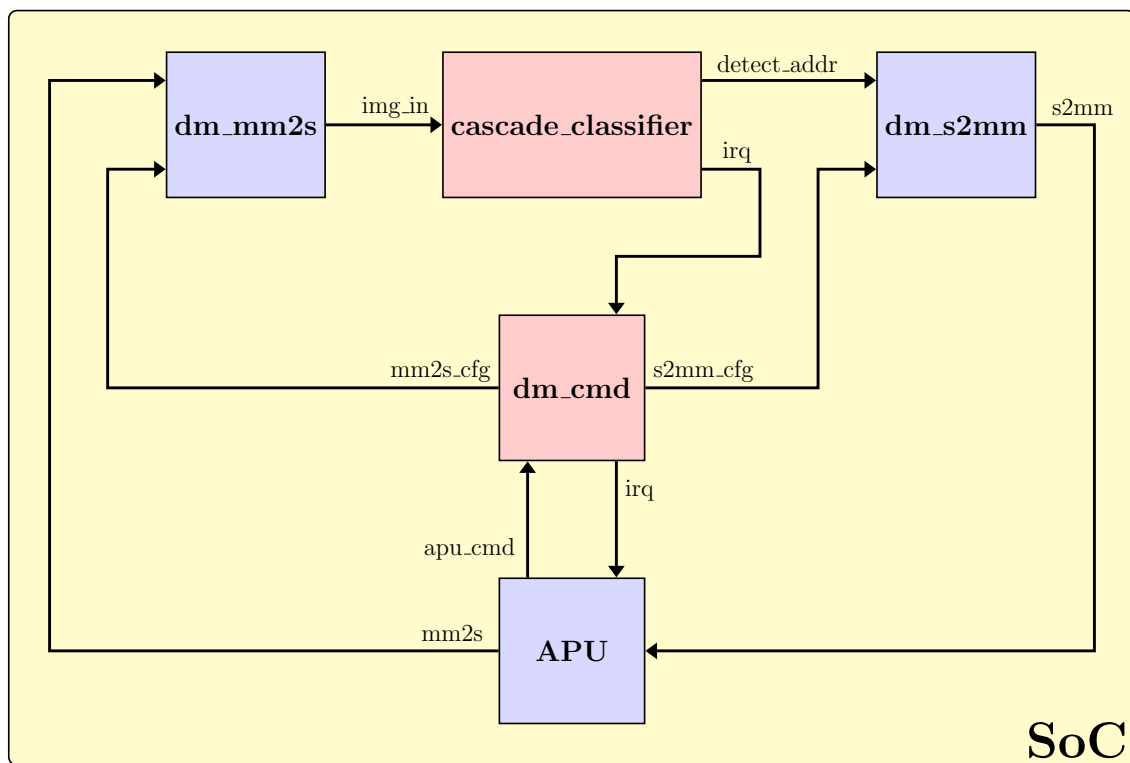 detect_addr
img_in
s2mm
dm_mm2s
cascade_classifier
dm_s2mm
irq
mm2s_cfg
dm_cmd
s2mm_cfg
irq
apu_cmd
mm2s
APU
SoC